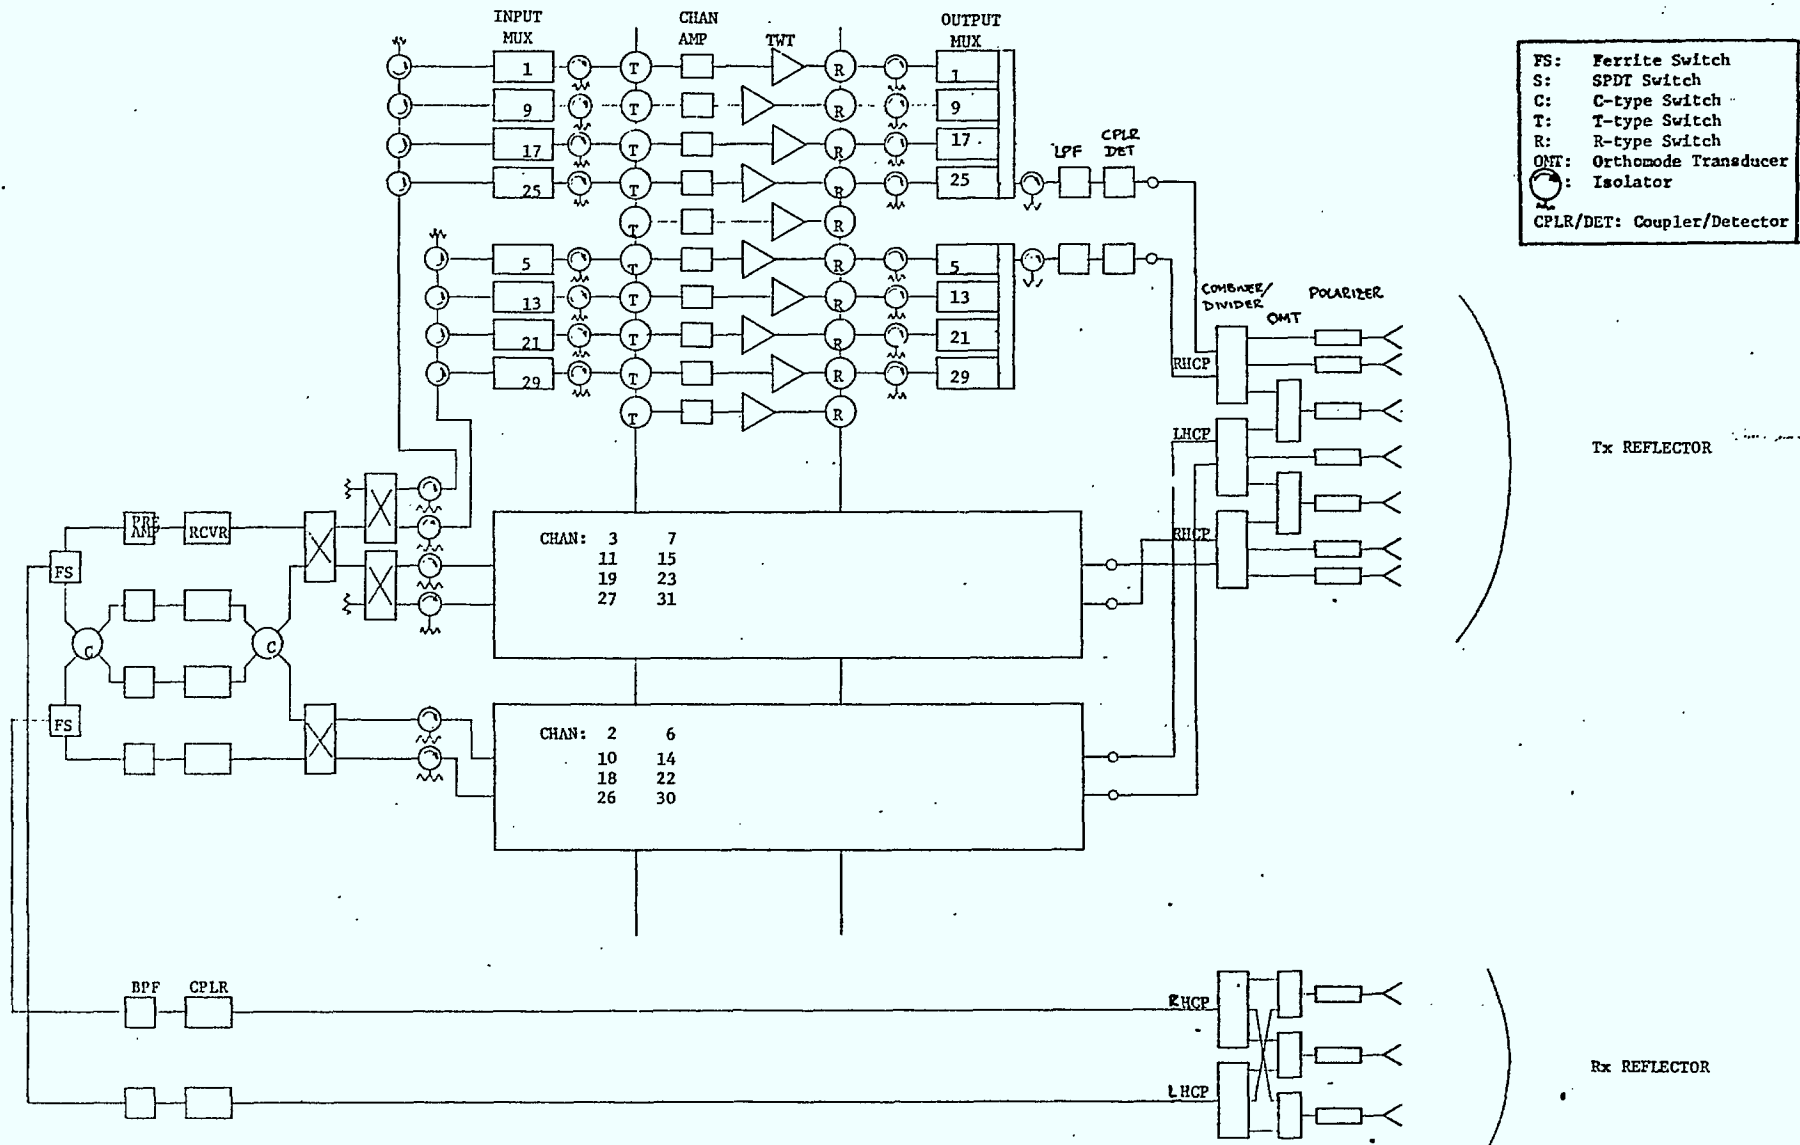 INPUT MUX
CHAN AMP
TWT
OUTPUT MUX
1 T R 1
9 T R 9
17 T R 17
25 T R 25
T R
5 T R 5
13 T R 13
21 T R 21
29 T R 29
T R
LPF
CPLR DET
FS: Ferrite Switch
S: SPDT Switch
C: C-type Switch
T: T-type Switch
R: R-type Switch
OMT: Orthomode Transducer
: Isolator
CPLR/DET: Coupler/Detector
COMBINER/ DIVIDER
OMT
POLARIZER
RHCP
LHCP
RHCP
Tx REFLECTOR
PRE AMP
RCVR
FS
C
C
FS
CHAN: 3 7
11 15
19 23
27 31
CHAN: 2 6
10 14
18 22
26 30
BPF
CPLR
RHCP
LHCP
Rx REFLECTOR